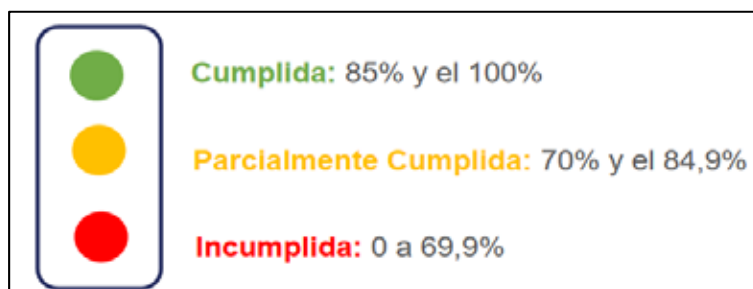 Cumplida: 85% y el 100%
Parcialmente Cumplida: 70% y el 84,9%
Incumplida: 0 a 69,9%